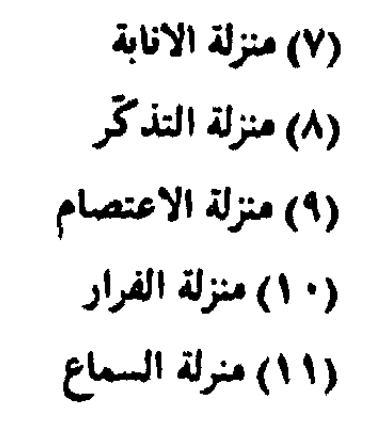 (٧) منزلة الانابة
(٨) منزلة التذكّر
(٩) منزلة الاعتصام
(١٠) منزلة الفرار
(١١) منزلة السماع